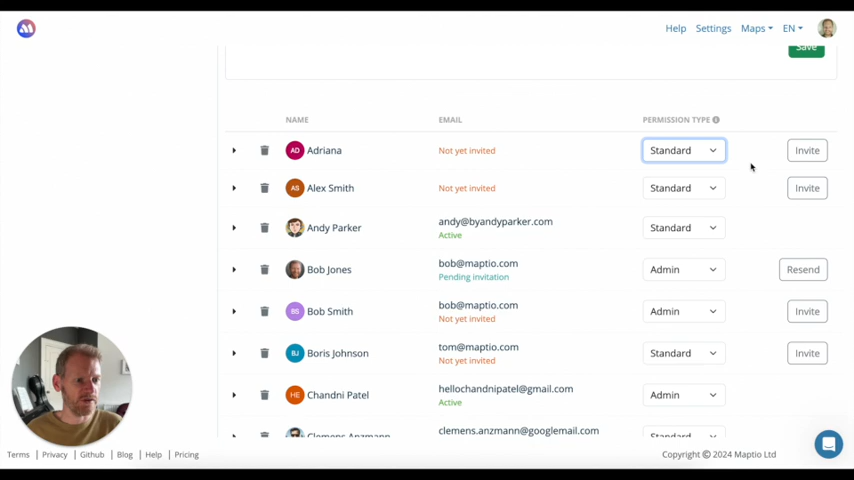 Help Settings Maps EN
Save
NAME EMAIL PERMISSION TYPE
AD Adriana Not yet invited Standard Invite
AS Alex Smith Not yet invited Standard Invite
Andy Parker andy@byandyparker.com Standard
Active
Bob Jones bob@maptio.com Admin Resend
Pending invitation
BS Bob Smith bob@maptio.com Admin Invite
Not yet invited
BJ Boris Johnson tom@maptio.com Standard Invite
Not yet invited
HE Chandni Patel hellochandnipatel@gmail.com Admin
Active
Clemens Anzmann clemens.anzmann@googlemail.com Standard
Terms | Privacy | Github | Blog | Help | Pricing Copyright © 2024 Maptio Ltd